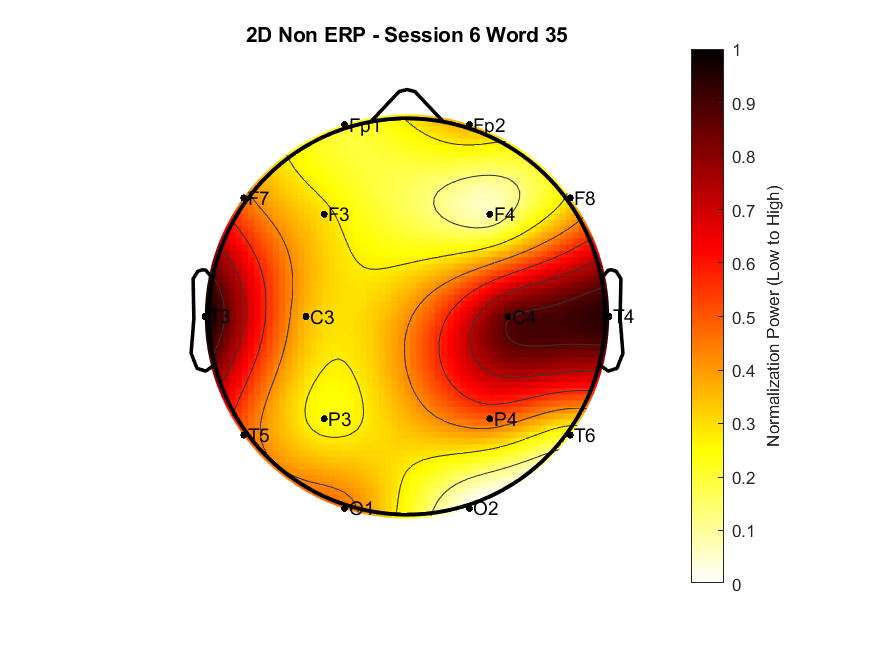 2D Non ERP - Session 6 Word 35
Fp1 Fp2
F7 F8
F3 F4
T3 C3 C4 T4
P3 P4
T5 T6
O1 O2
1
0.9
0.8
0.7
0.6
0.5
0.4
0.3
0.2
0.1
0
Normalization Power (Low to High)